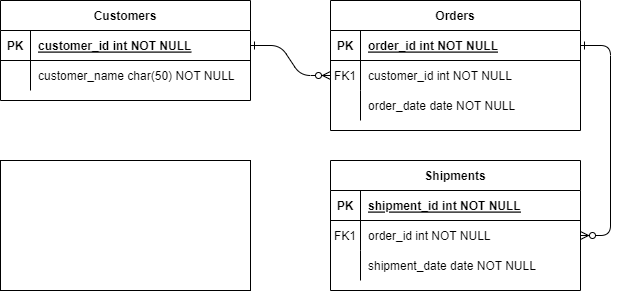 Customers
PK customer_id int NOT NULL
customer_name char(50) NOT NULL
Orders
PK order_id int NOT NULL
FK1 customer_id int NOT NULL
order_date date NOT NULL
Shipments
PK shipment_id int NOT NULL
FK1 order_id int NOT NULL
shipment_date date NOT NULL